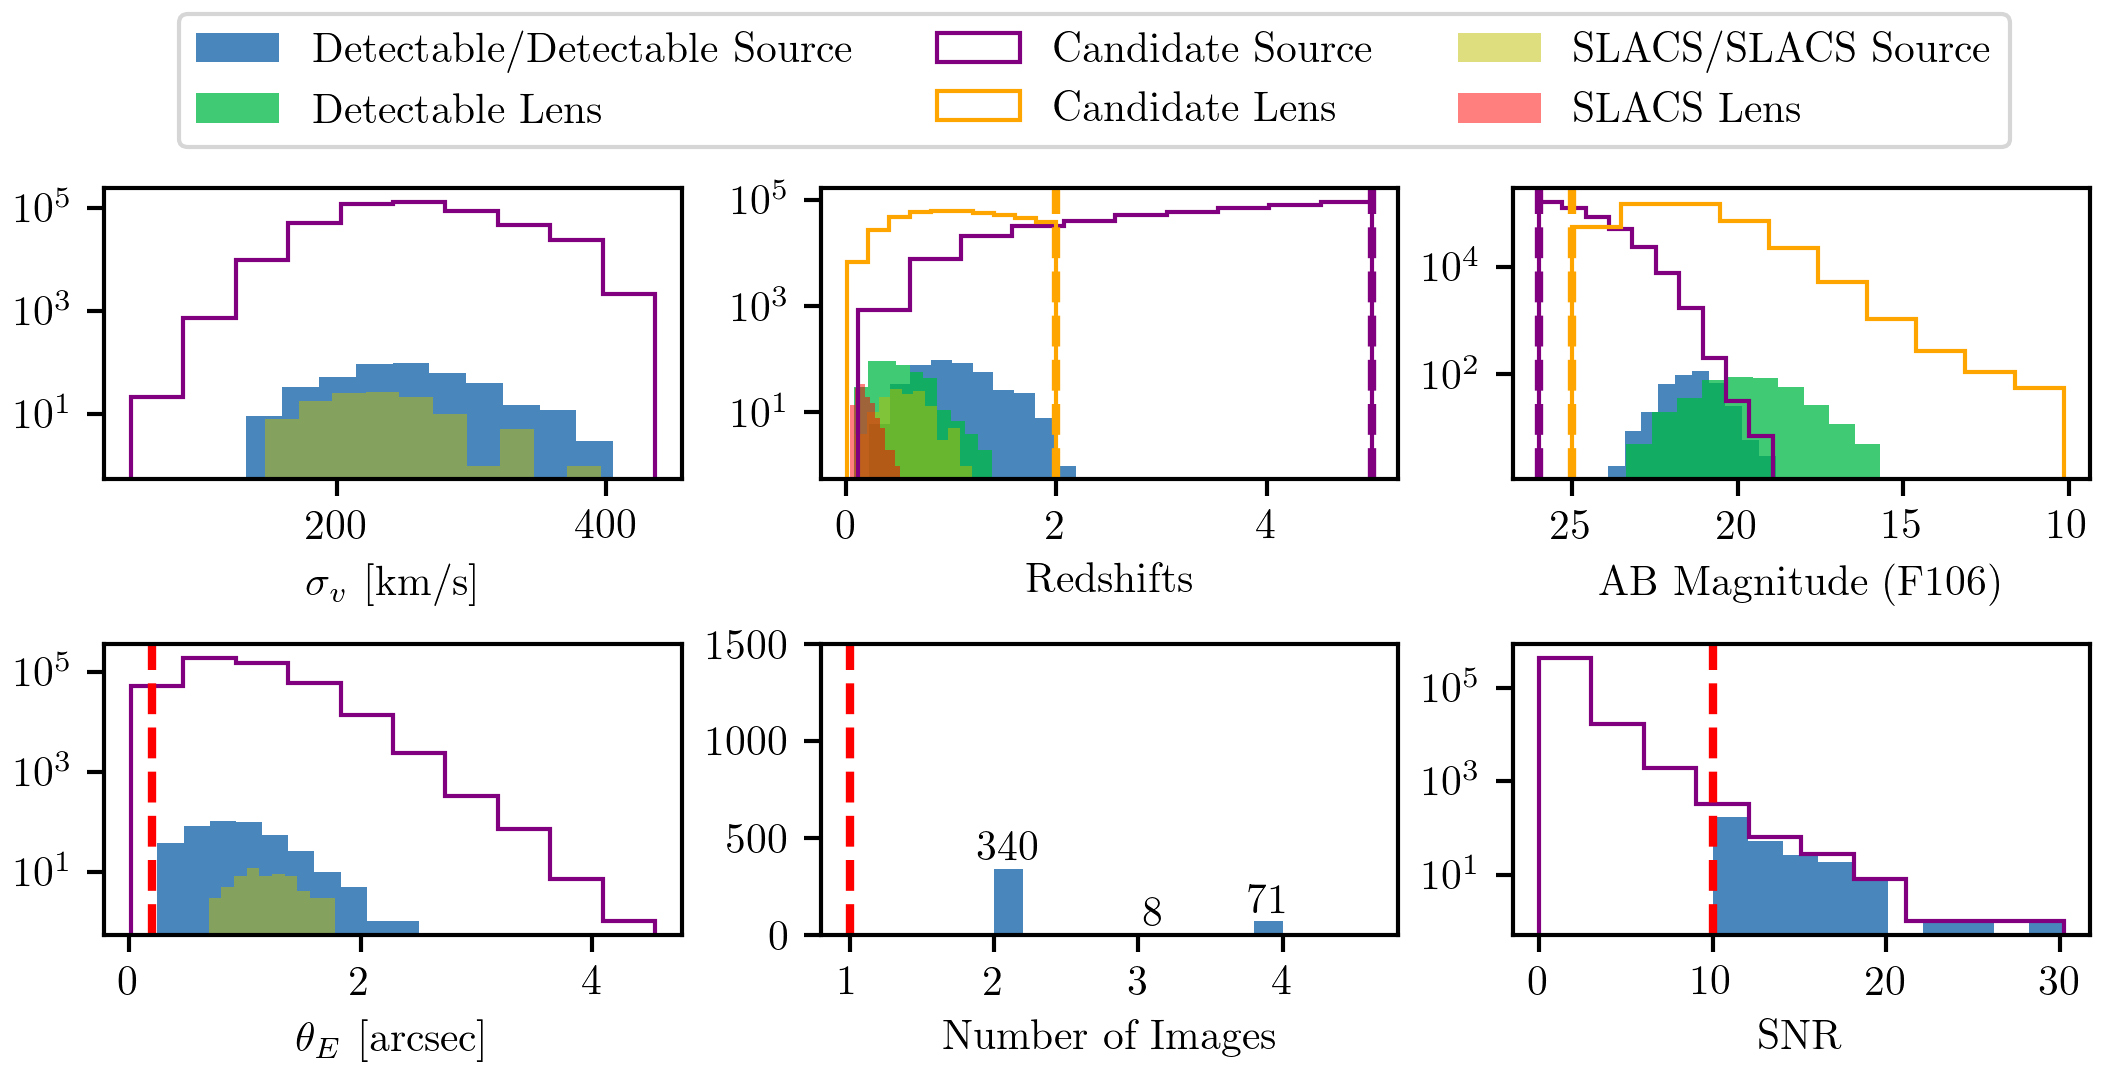 Detectable/Detectable Source Candidate Source SLACS/SLACS Source
Detectable Lens Candidate Lens SLACS Lens
10^5
10^3
10^1
200 400
σ_v [km/s]
10^5
10^3
10^1
0 2 4
Redshifts
10^4
10^2
25 20 15 10
AB Magnitude (F106)
10^5
10^3
10^1
0 2 4
θ_E [arcsec]
1500
1000
500
0
340
8
71
1 2 3 4
Number of Images
10^5
10^3
10^1
0 10 20 30
SNR